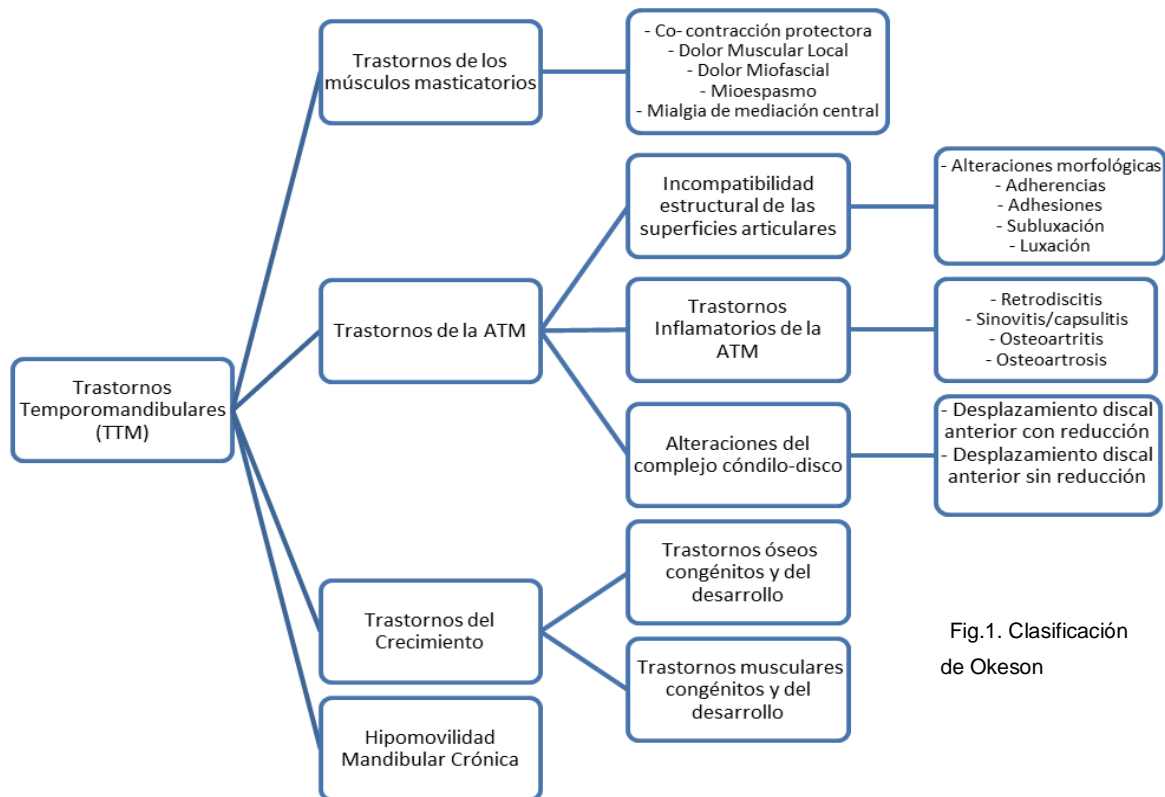 Trastornos
Temporomandibulares
(TTM)
Trastornos de los
músculos masticatorios
- Co- contracción protectora
- Dolor Muscular Local
- Dolor Miofascial
- Mioespasmo
- Mialgia de mediación central
Trastornos de la ATM
Incompatibilidad
estructural de las
superficies articulares
- Alteraciones morfológicas
- Adherencias
- Adhesiones
- Subluxación
- Luxación
Trastornos
Inflamatorios de la
ATM
- Retrodiscitis
- Sinovitis/capsulitis
- Osteoartritis
- Osteoartrosis
Alteraciones del
complejo cóndilo-disco
- Desplazamiento discal
anterior con reducción
- Desplazamiento discal
anterior sin reducción
Trastornos del
Crecimiento
Trastornos óseos
congénitos y del
desarrollo
Trastornos musculares
congénitos y del
desarrollo
Hipomovilidad
Mandibular Crónica
Fig.1. Clasificación
de Okeson